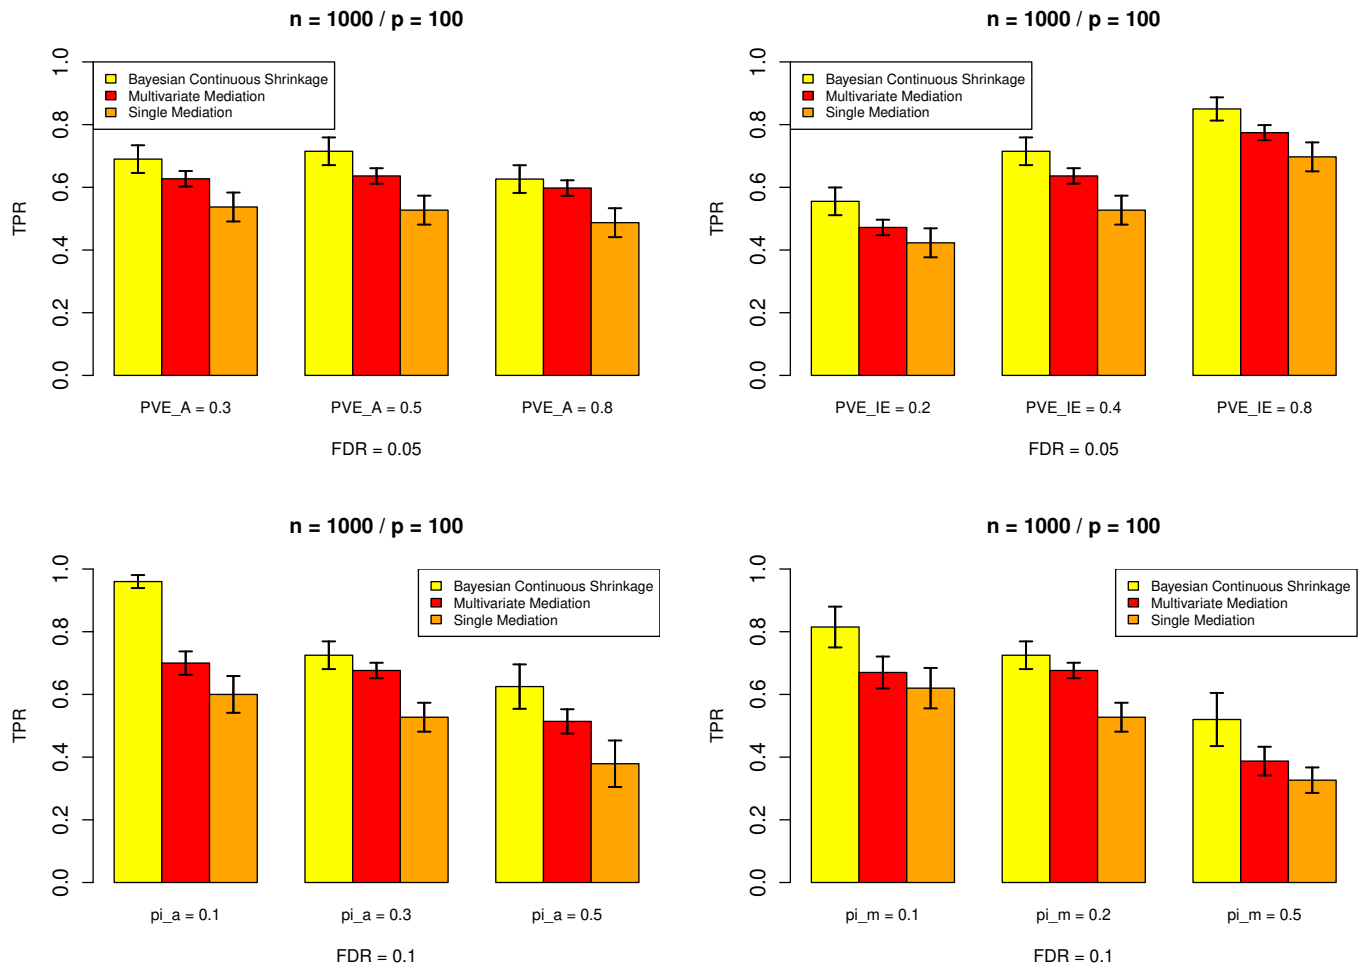 n = 1000 / p = 100
TPR
0.0 0.2 0.4 0.6 0.8 1.0
Bayesian Continuous Shrinkage
Multivariate Mediation
Single Mediation
PVE_A = 0.3 PVE_A = 0.5 PVE_A = 0.8
FDR = 0.05
n = 1000 / p = 100
TPR
0.0 0.2 0.4 0.6 0.8 1.0
Bayesian Continuous Shrinkage
Multivariate Mediation
Single Mediation
PVE_IE = 0.2 PVE_IE = 0.4 PVE_IE = 0.8
FDR = 0.05
n = 1000 / p = 100
TPR
0.0 0.2 0.4 0.6 0.8 1.0
Bayesian Continuous Shrinkage
Multivariate Mediation
Single Mediation
pi_a = 0.1 pi_a = 0.3 pi_a = 0.5
FDR = 0.1
n = 1000 / p = 100
TPR
0.0 0.2 0.4 0.6 0.8 1.0
Bayesian Continuous Shrinkage
Multivariate Mediation
Single Mediation
pi_m = 0.1 pi_m = 0.2 pi_m = 0.5
FDR = 0.1